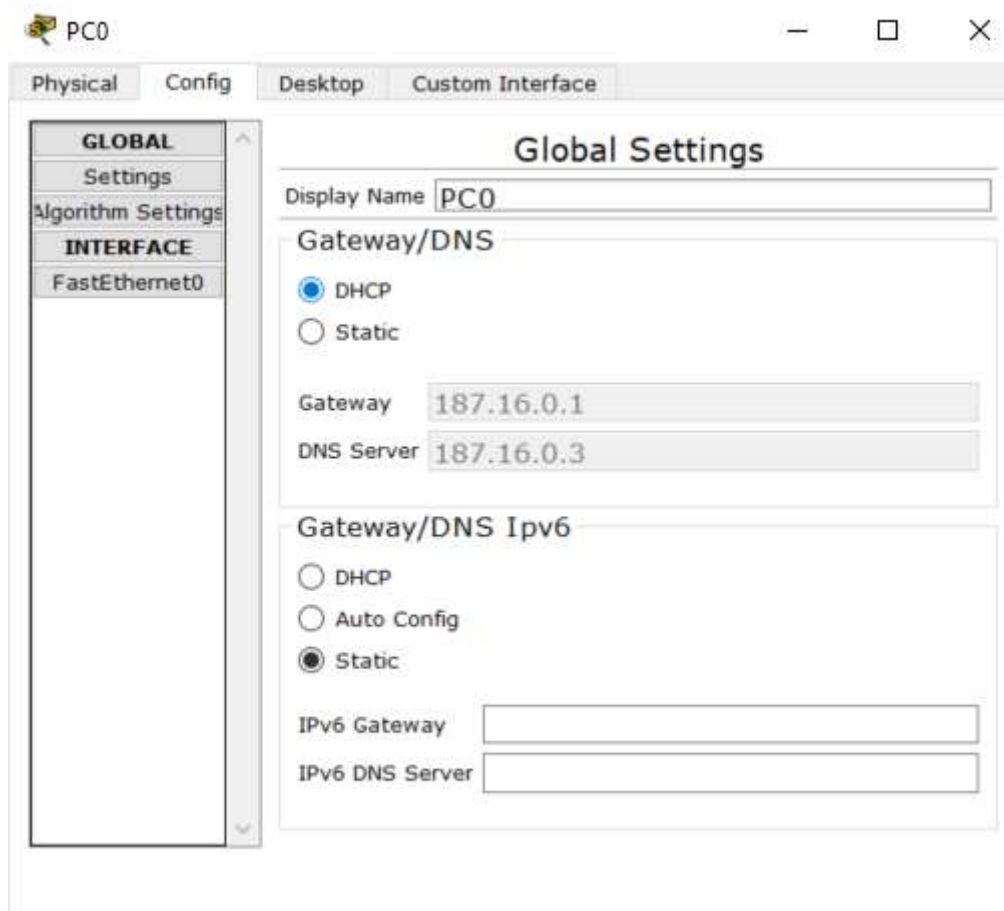 PC0
Physical Config Desktop Custom Interface
GLOBAL
Settings
Algorithm Settings
INTERFACE
FastEthernet0
Global Settings
Display Name PC0
Gateway/DNS
DHCP
Static
Gateway 187.16.0.1
DNS Server 187.16.0.3
Gateway/DNS Ipv6
DHCP
Auto Config
Static
IPv6 Gateway
IPv6 DNS Server